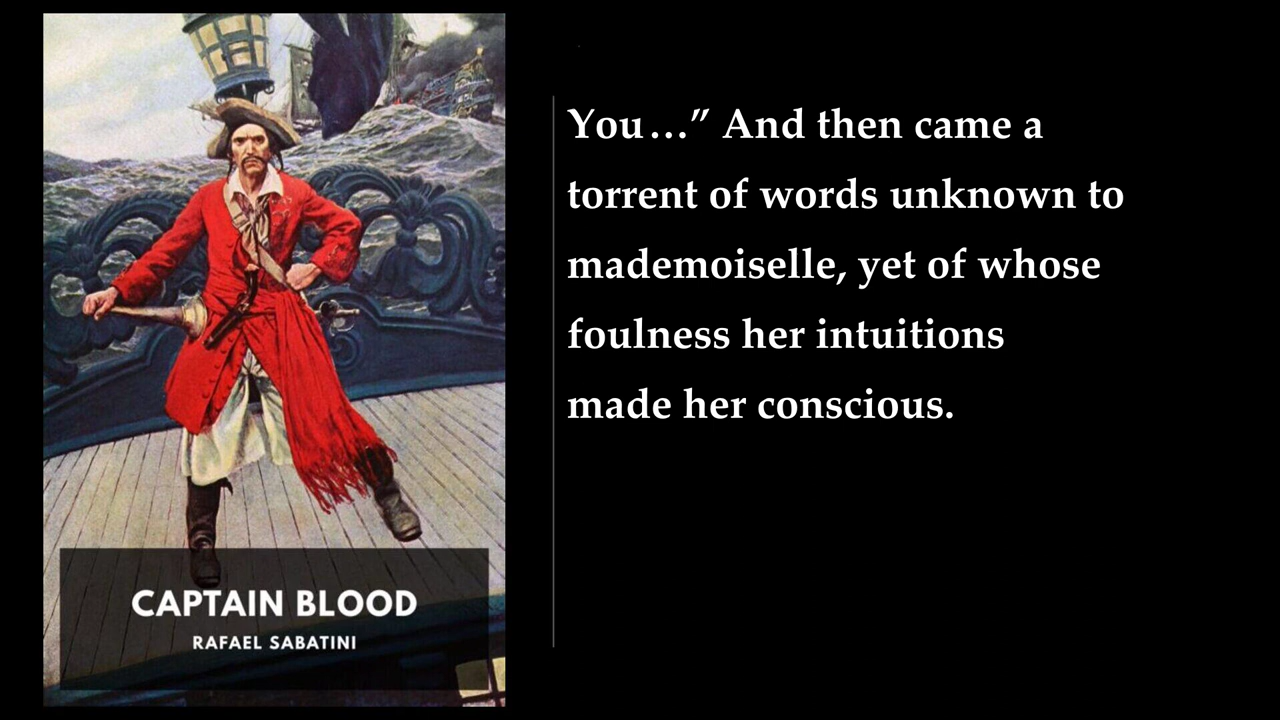 You…” And then came a
torrent of words unknown to
mademoiselle, yet of whose
foulness her intuitions
made her conscious.
CAPTAIN BLOOD
RAFAEL SABATINI